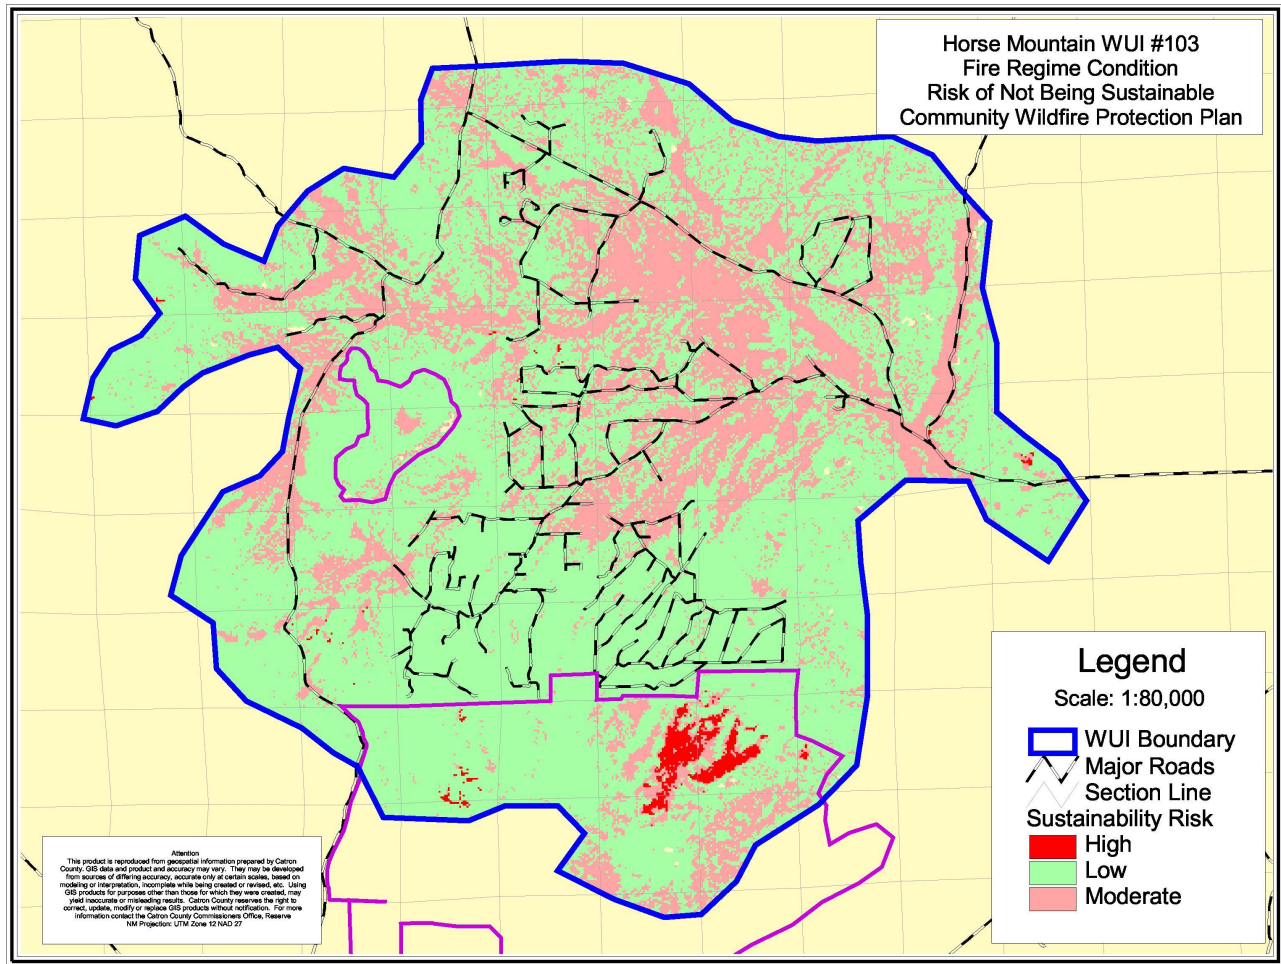 Horse Mountain WUI #103
Fire Regime Condition
Risk of Not Being Sustainable
Community Wildfire Protection Plan
Legend
Scale: 1:80,000
WUI Boundary
Major Roads
Section Line
Sustainability Risk
High
Low
Moderate
Attention
This product is reproduced from geospatial information prepared by Catron
County. GIS data and product and accuracy may vary. They may be developed
from sources of differing accuracy, accurate only at certain scales, based on
modeling or interpretation, incomplete while being created or revised, etc. Using
GIS products for purposes other than those for which they were created, may
yield inaccurate or misleading results. Catron County reserves the right to
correct, update, modify or replace GIS products without notification. For more
information contact the Catron County Commissioners Office, Reserve
NM Projection: UTM Zone 12 NAD 27